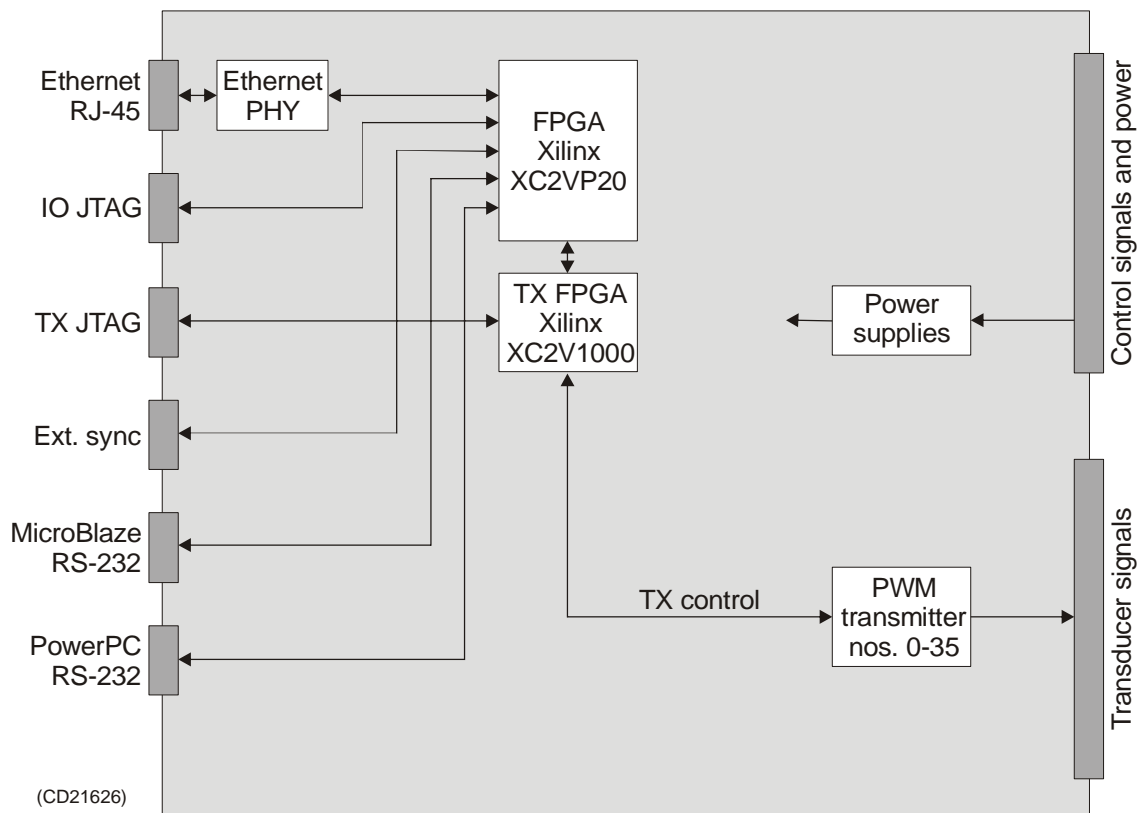 Ethernet
RJ-45
Ethernet
PHY
FPGA
Xilinx
XC2VP20
IO JTAG
TX JTAG
TX FPGA
Xilinx
XC2V1000
Power
supplies
Control signals and power
Ext. sync
MicroBlaze
RS-232
PowerPC
RS-232
TX control
PWM
transmitter
nos. 0-35
Transducer signals
(CD21626)